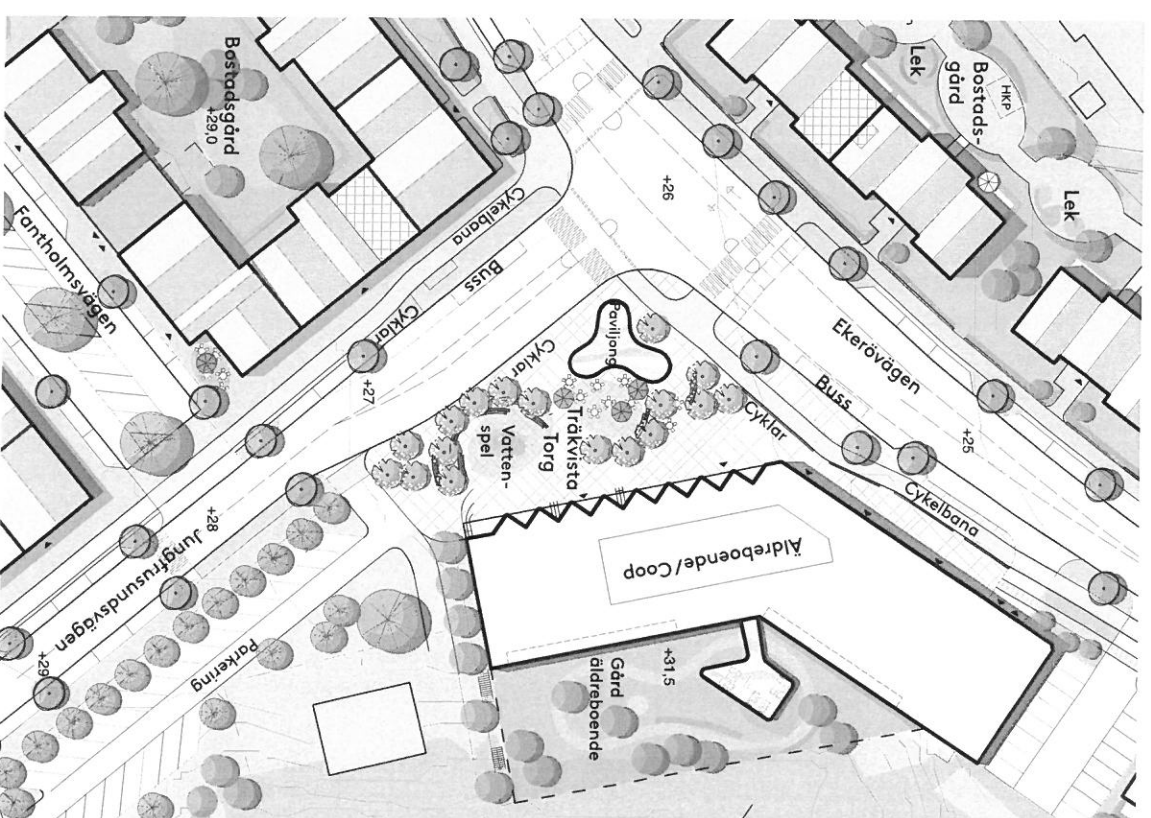 Bostadsgård
+29,0
Fantholmsvägen
Cykelbana
Buss
Cyklar
+26
+27
Lek
Bostads-
gård
HKP
Lek
Ekerövägen
Buss
Cyklar
+25
Cykelbana
Paviljong
Cyklar
Träkvista
Torg
Vatten-
spel
Äldreboende/Coop
+28
Jungfrusundsvägen
+29
Parkering
+31,5
Gård
äldreboende